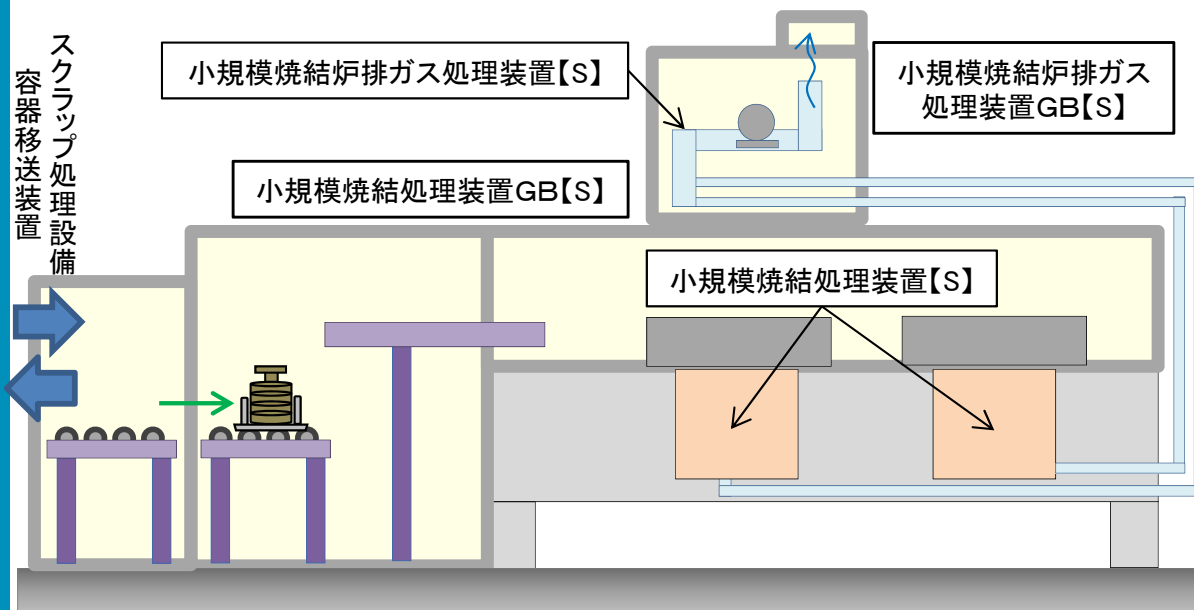 スクラップ処理設備
容器移送装置
小規模焼結炉排ガス処理装置【S】
小規模焼結炉排ガス
処理装置GB【S】
小規模焼結処理装置GB【S】
小規模焼結処理装置【S】